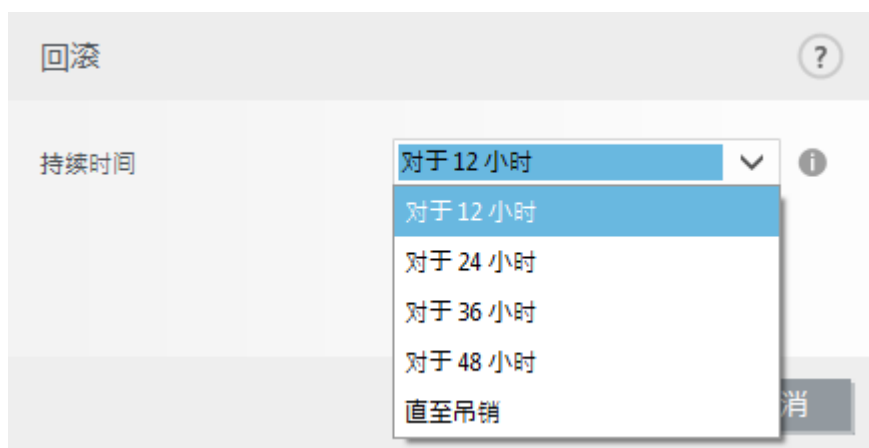 回滚
?
持续时间
对于 12 小时
对于 12 小时
对于 24 小时
对于 36 小时
对于 48 小时
直至吊销
消